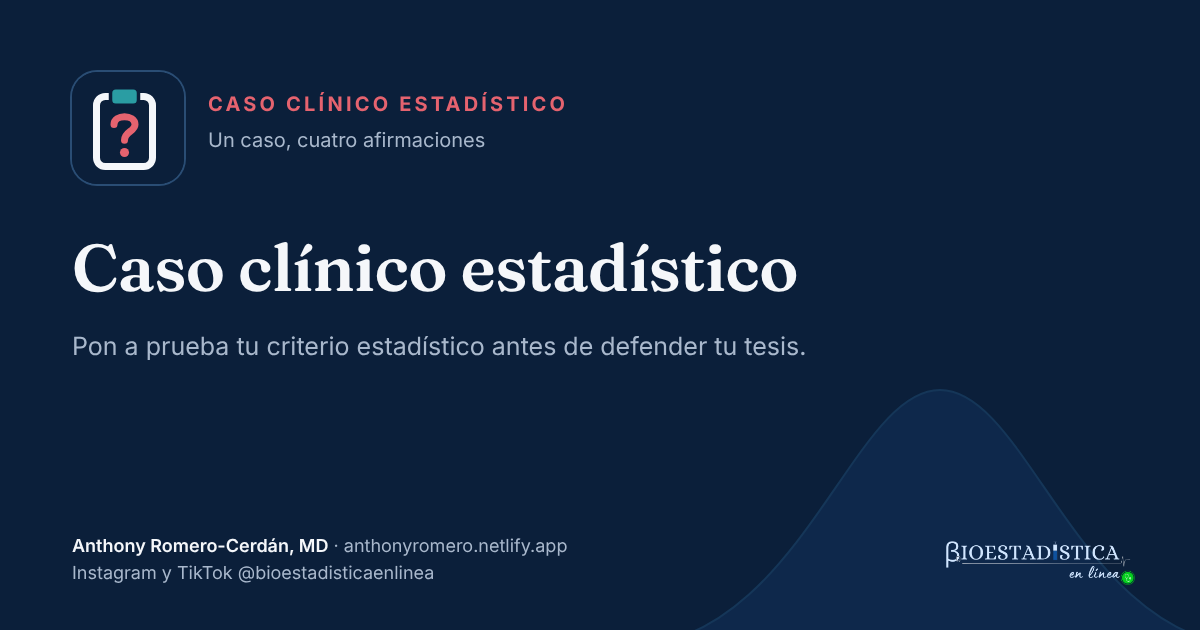 ?
CASO CLÍNICO ESTADÍSTICO
Un caso, cuatro afirmaciones
Caso clínico estadístico
Pon a prueba tu criterio estadístico antes de defender tu tesis.
Anthony Romero-Cerdán, MD · anthonyromero.netlify.app
Instagram y TikTok @bioestadisticaenlinea
βIOESTADÍSTICA
en línea